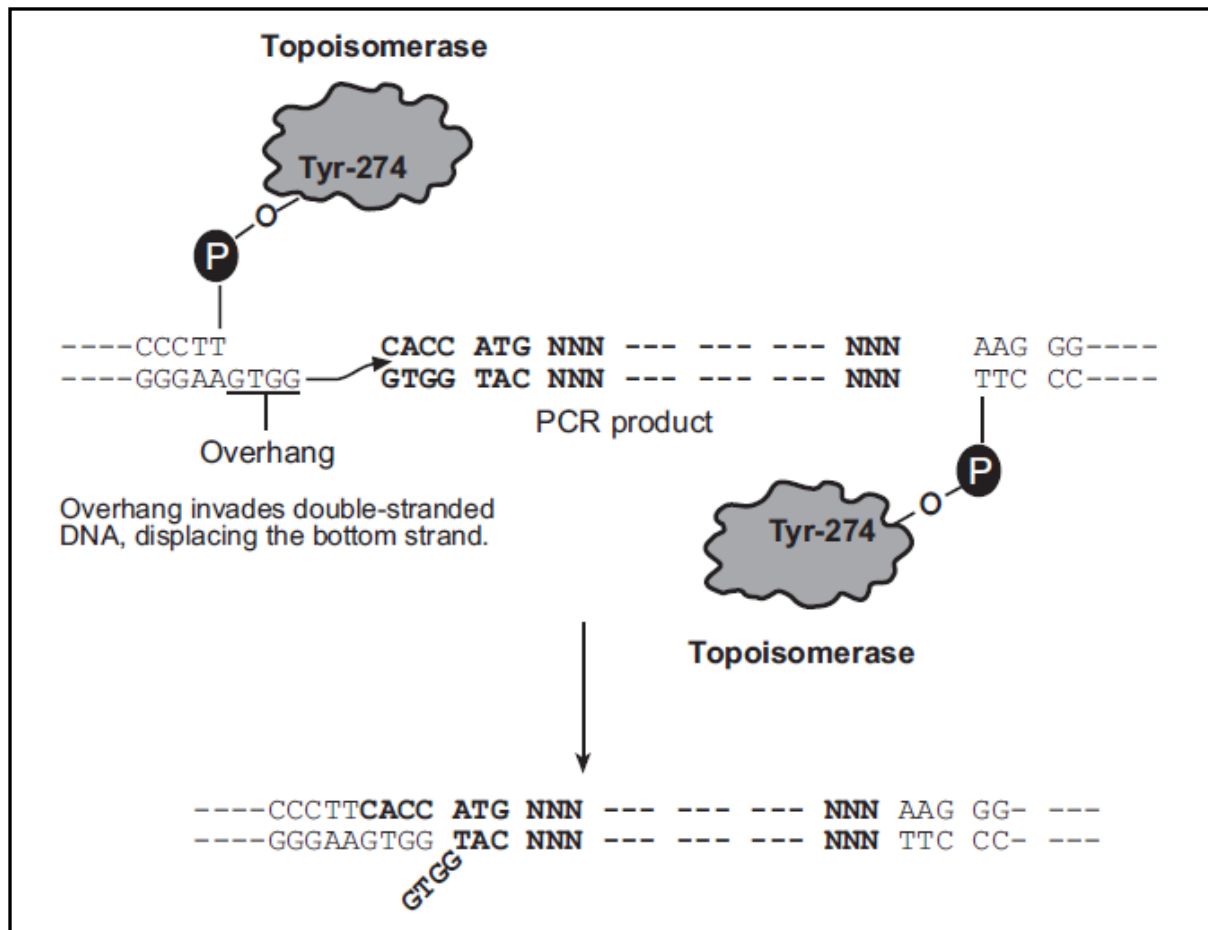 Topoisomerase
Tyr-274
O
P
----CCCTT CACC ATG NNN --- --- --- NNN AAG GG----
----GGGAAGTGG GTGG TAC NNN --- --- --- NNN TTC CC----
PCR product
Overhang
P
O
Overhang invades double-stranded
DNA, displacing the bottom strand.
Tyr-274
Topoisomerase
----CCCTTCACC ATG NNN --- --- --- NNN AAG GG- ---
----GGGAAGTGG TAC NNN --- --- --- NNN TTC CC- ---
GTGG